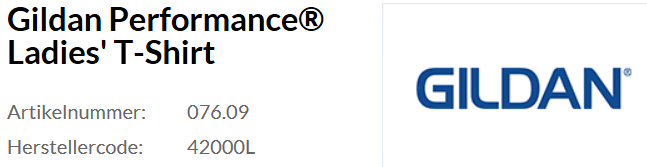 Gildan Performance®
Ladies' T-Shirt
Artikelnummer: 076.09
Herstellercode: 42000L
GILDAN®